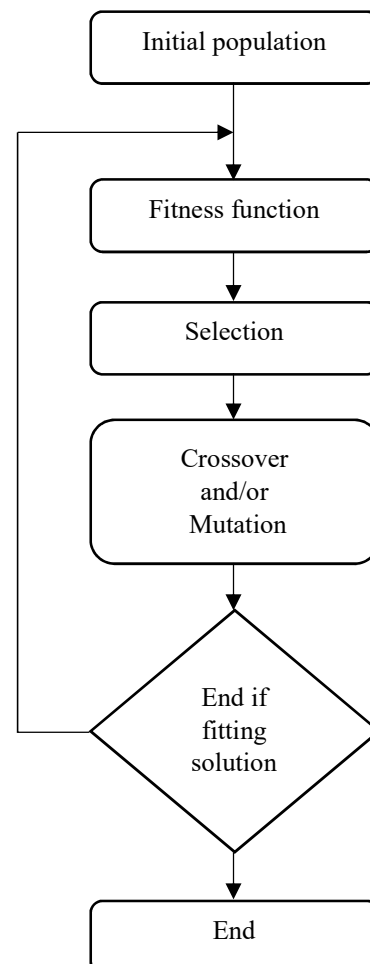 Initial population
Fitness function
Selection
Crossover
and/or
Mutation
End if
fitting
solution
End